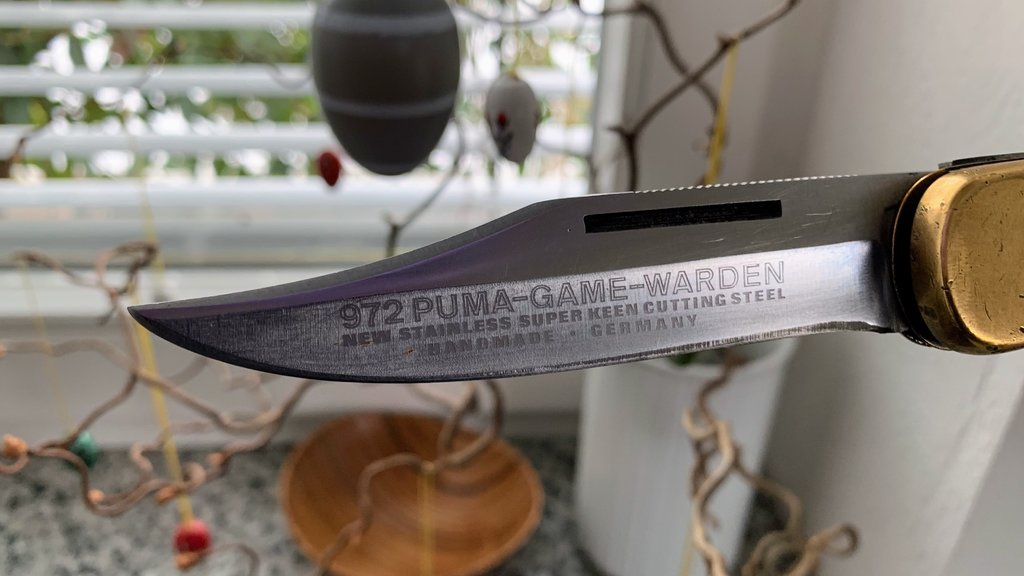 972 PUMA-GAME-WARDEN
NEW STAINLESS SUPER KEEN CUTTING STEEL
HANDMADE · GERMANY